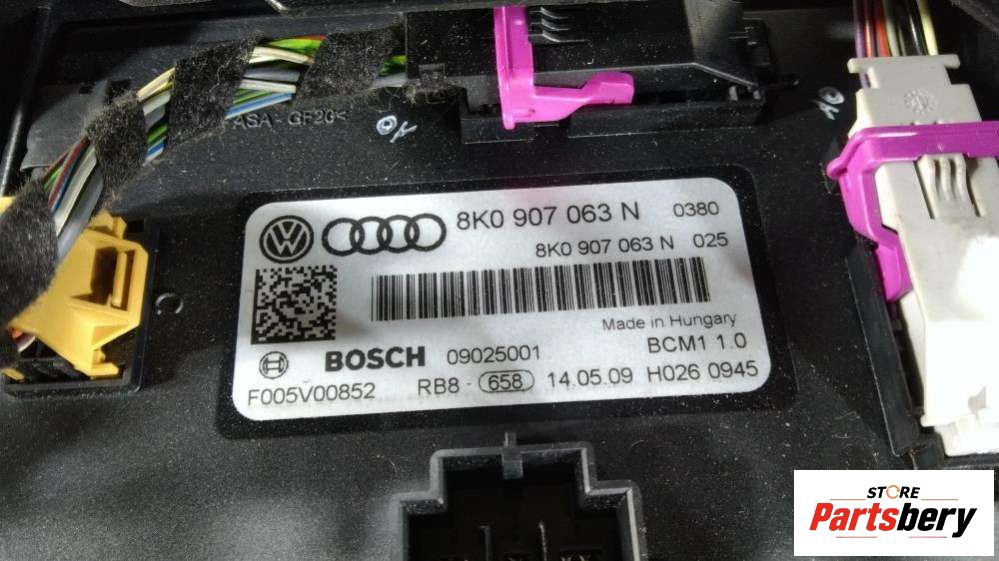 ASA - GF20<
OK
8K0 907 063 N 0380
8K0 907 063 N 025
Made in Hungary
BOSCH 09025001 BCM1 1.0
F005V00852 RB8 - 658 14.05.09 H026 0945
STORE
Partsbery